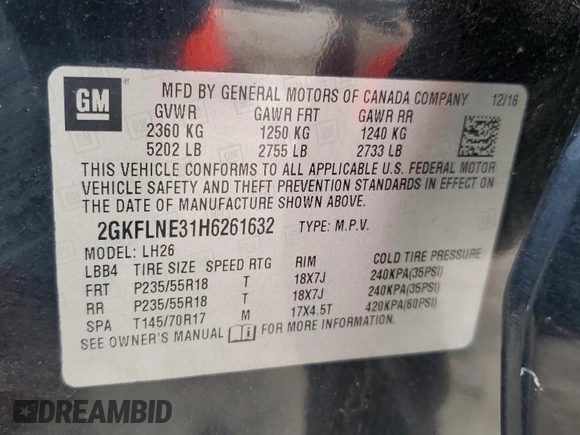 GM
MFD BY GENERAL MOTORS OF CANADA COMPANY 12/16
GVWR GAWR FRT GAWR RR
2360 KG 1250 KG 1240 KG
5202 LB 2755 LB 2733 LB
THIS VEHICLE CONFORMS TO ALL APPLICABLE U.S. FEDERAL MOTOR
VEHICLE SAFETY AND THEFT PREVENTION STANDARDS IN EFFECT ON
THE DATE OF MANUFACTURE SHOWN ABOVE.
2GKFLNE31H6261632 TYPE: M.P.V.
MODEL: LH26
LBB4 TIRE SIZE SPEED RTG RIM COLD TIRE PRESSURE
FRT P235/55R18 T 18X7J 240KPA(35PSI)
RR P235/55R18 T 18X7J 240KPA(35PSI)
SPA T145/70R17 M 17X4.5T 420KPA(60PSI)
SEE OWNER'S MANUAL FOR MORE INFORMATION.
DREAMBID